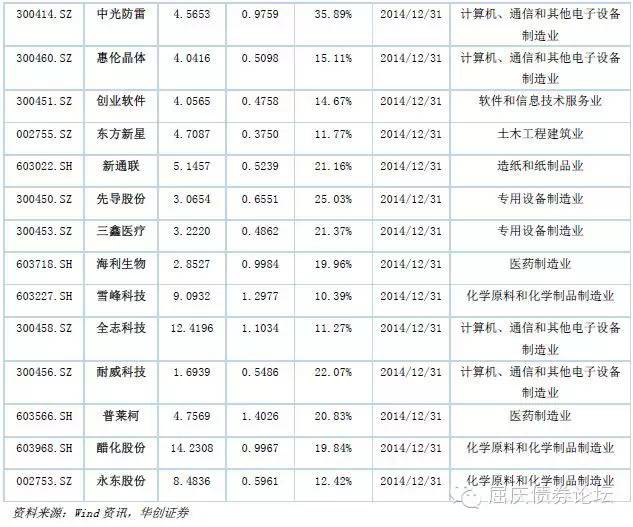 300414.SZ 中光防雷 4.5653 0.9759 35.89% 2014/12/31 计算机、通信和其他电子设备
制造业
300460.SZ 惠伦晶体 4.0416 0.5098 15.11% 2014/12/31 计算机、通信和其他电子设备
制造业
300451.SZ 创业软件 4.0565 0.4758 14.67% 2014/12/31 软件和信息技术服务业
002755.SZ 东方新星 4.7087 0.3750 11.77% 2014/12/31 土木工程建筑业
603022.SH 新通联 5.1457 0.5239 21.16% 2014/12/31 造纸和纸制品业
300450.SZ 先导股份 3.0654 0.6551 25.03% 2014/12/31 专用设备制造业
300453.SZ 三鑫医疗 3.2220 0.4862 21.37% 2014/12/31 专用设备制造业
603718.SH 海利生物 2.8527 0.9984 19.96% 2014/12/31 医药制造业
603227.SH 雪峰科技 9.0932 1.2977 10.39% 2014/12/31 化学原料和化学制品制造业
300458.SZ 全志科技 12.4196 1.1034 11.27% 2014/12/31 计算机、通信和其他电子设备
制造业
300456.SZ 耐威科技 1.6939 0.5486 22.07% 2014/12/31 计算机、通信和其他电子设备
制造业
603566.SH 普莱柯 4.7569 1.4026 20.83% 2014/12/31 医药制造业
603968.SH 醋化股份 14.2308 0.9967 19.84% 2014/12/31 化学原料和化学制品制造业
002753.SZ 永东股份 8.4836 0.5961 12.42% 2014/12/31 化学原料和化学制品制造业
资料来源：Wind 资讯，华创证券
屈庆债券论坛